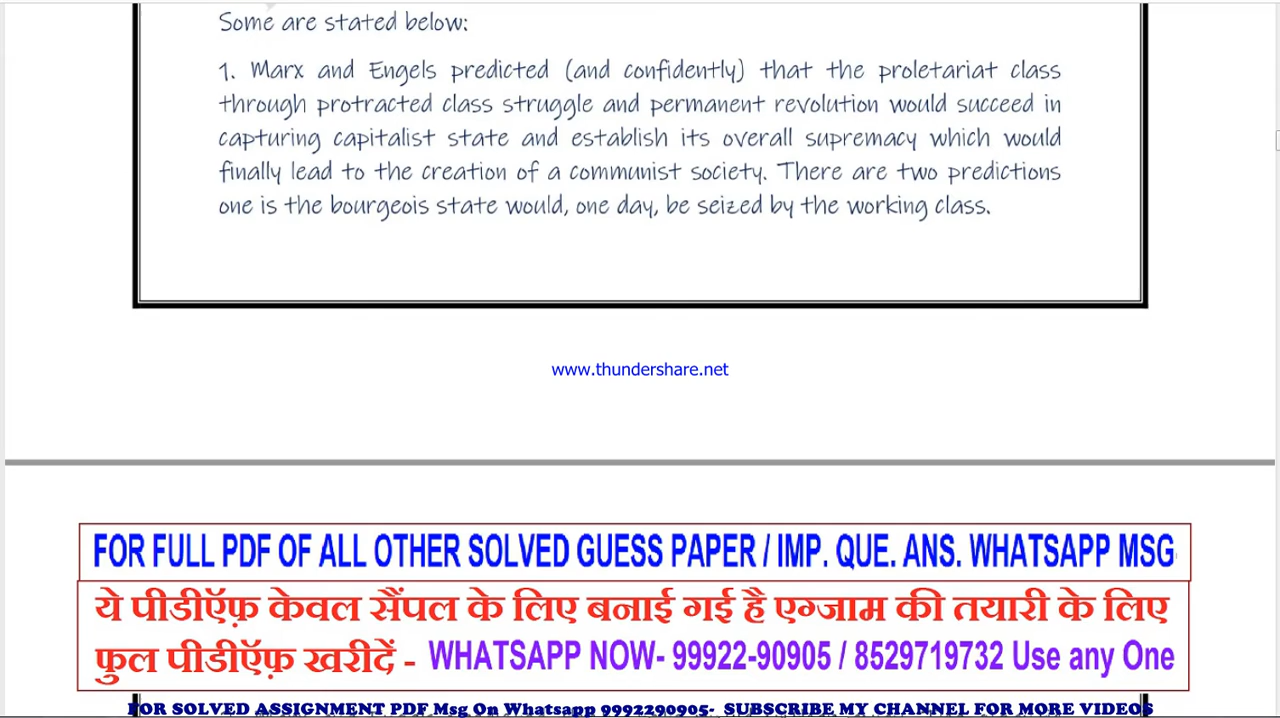 Some are stated below:
1. Marx and Engels predicted (and confidently) that the proletariat class
through protracted class struggle and permanent revolution would succeed in
capturing capitalist state and establish its overall supremacy which would
finally lead to the creation of a communist society. There are two predictions
one is the bourgeois state would, one day, be seized by the working class.
www.thundershare.net
FOR FULL PDF OF ALL OTHER SOLVED GUESS PAPER / IMP. QUE. ANS. WHATSAPP MSG
ये पीडीऍफ़ केवल सैंपल के लिए बनाई गई है एग्जाम की तयारी के लिए
फुल पीडीऍफ़ खरीदें - WHATSAPP NOW- 99922-90905 / 8529719732 Use any One
FOR SOLVED ASSIGNMENT PDF Msg On Whatsapp 9992290905- SUBSCRIBE MY CHANNEL FOR MORE VIDEOS